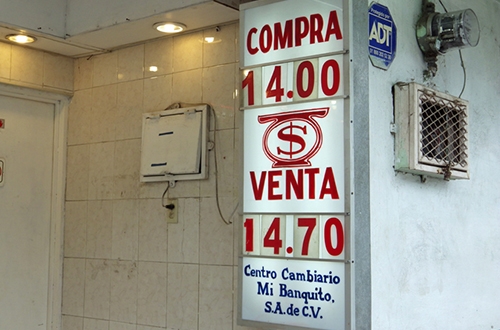 COMPRA
14.00
$
VENTA
14.70
Centro Cambiario
Mi Banquito,
S.A. de C.V.
ADT